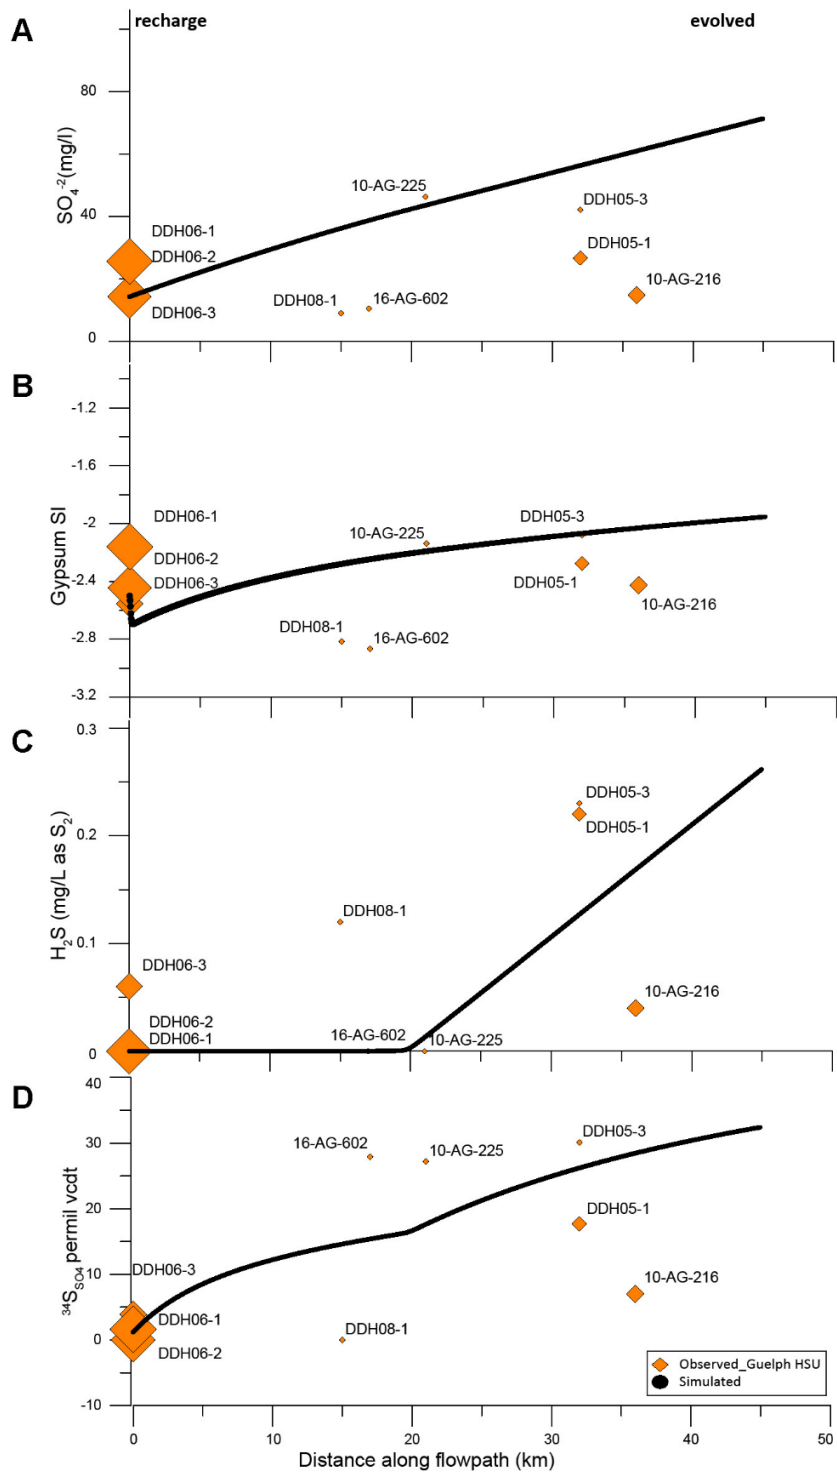 A
recharge
evolved
80
40
0
SO₄⁻²(mg/l)
DDH06-1
DDH06-2
DDH06-3
10-AG-225
DDH05-3
DDH05-1
10-AG-216
DDH08-1
16-AG-602
B
-1.2
-1.6
-2
-2.4
-2.8
-3.2
Gypsum SI
DDH06-1
DDH06-2
DDH06-3
10-AG-225
DDH05-3
DDH05-1
10-AG-216
DDH08-1
16-AG-602
C
0.3
0.2
0.1
0
H₂S (mg/L as S₂)
DDH05-3
DDH05-1
DDH08-1
DDH06-3
10-AG-216
DDH06-2
DDH06-1
16-AG-602
10-AG-225
D
40
30
20
10
0
-10
³⁴S_SO4 permil vcdt
16-AG-602
10-AG-225
DDH05-3
DDH05-1
DDH06-3
10-AG-216
DDH06-1
DDH06-2
DDH08-1
Observed_Guelph HSU
Simulated
0 10 20 30 40 50
Distance along flowpath (km)